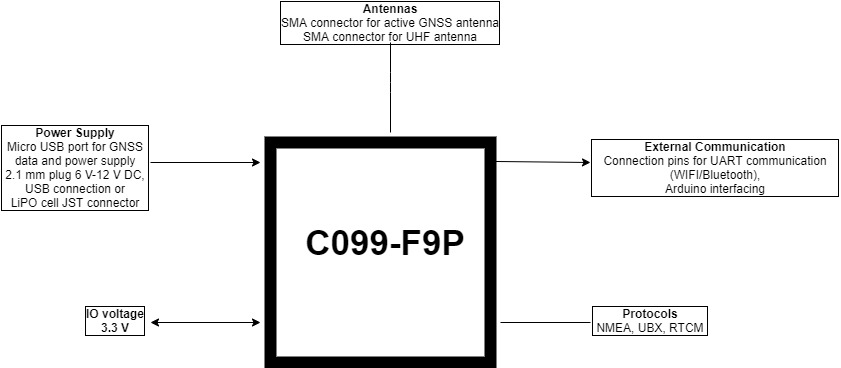 Antennas
SMA connector for active GNSS antenna
SMA connector for UHF antenna
Power Supply
Micro USB port for GNSS
data and power supply
2.1 mm plug 6 V-12 V DC,
USB connection or
LiPO cell JST connector
External Communication
Connection pins for UART communication
(WIFI/Bluetooth),
Arduino interfacing
C099-F9P
IO voltage
3.3 V
Protocols
NMEA, UBX, RTCM